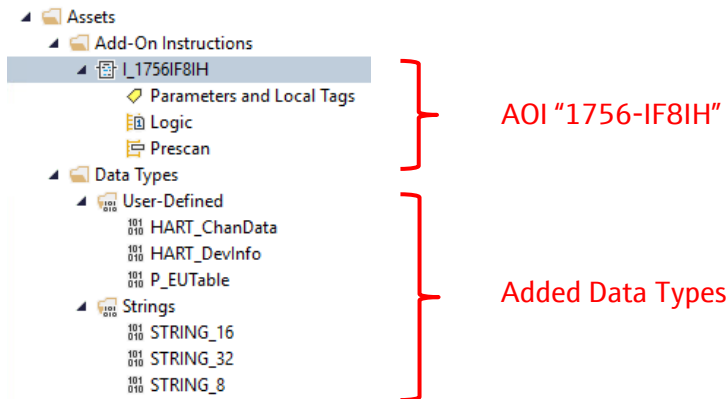 Assets
Add-On Instructions
I_1756IF8IH
Parameters and Local Tags
Logic
Prescan
AOI “1756-IF8IH”
Data Types
User-Defined
HART_ChanData
HART_DevInfo
P_EUTable
Strings
STRING_16
STRING_32
STRING_8
Added Data Types